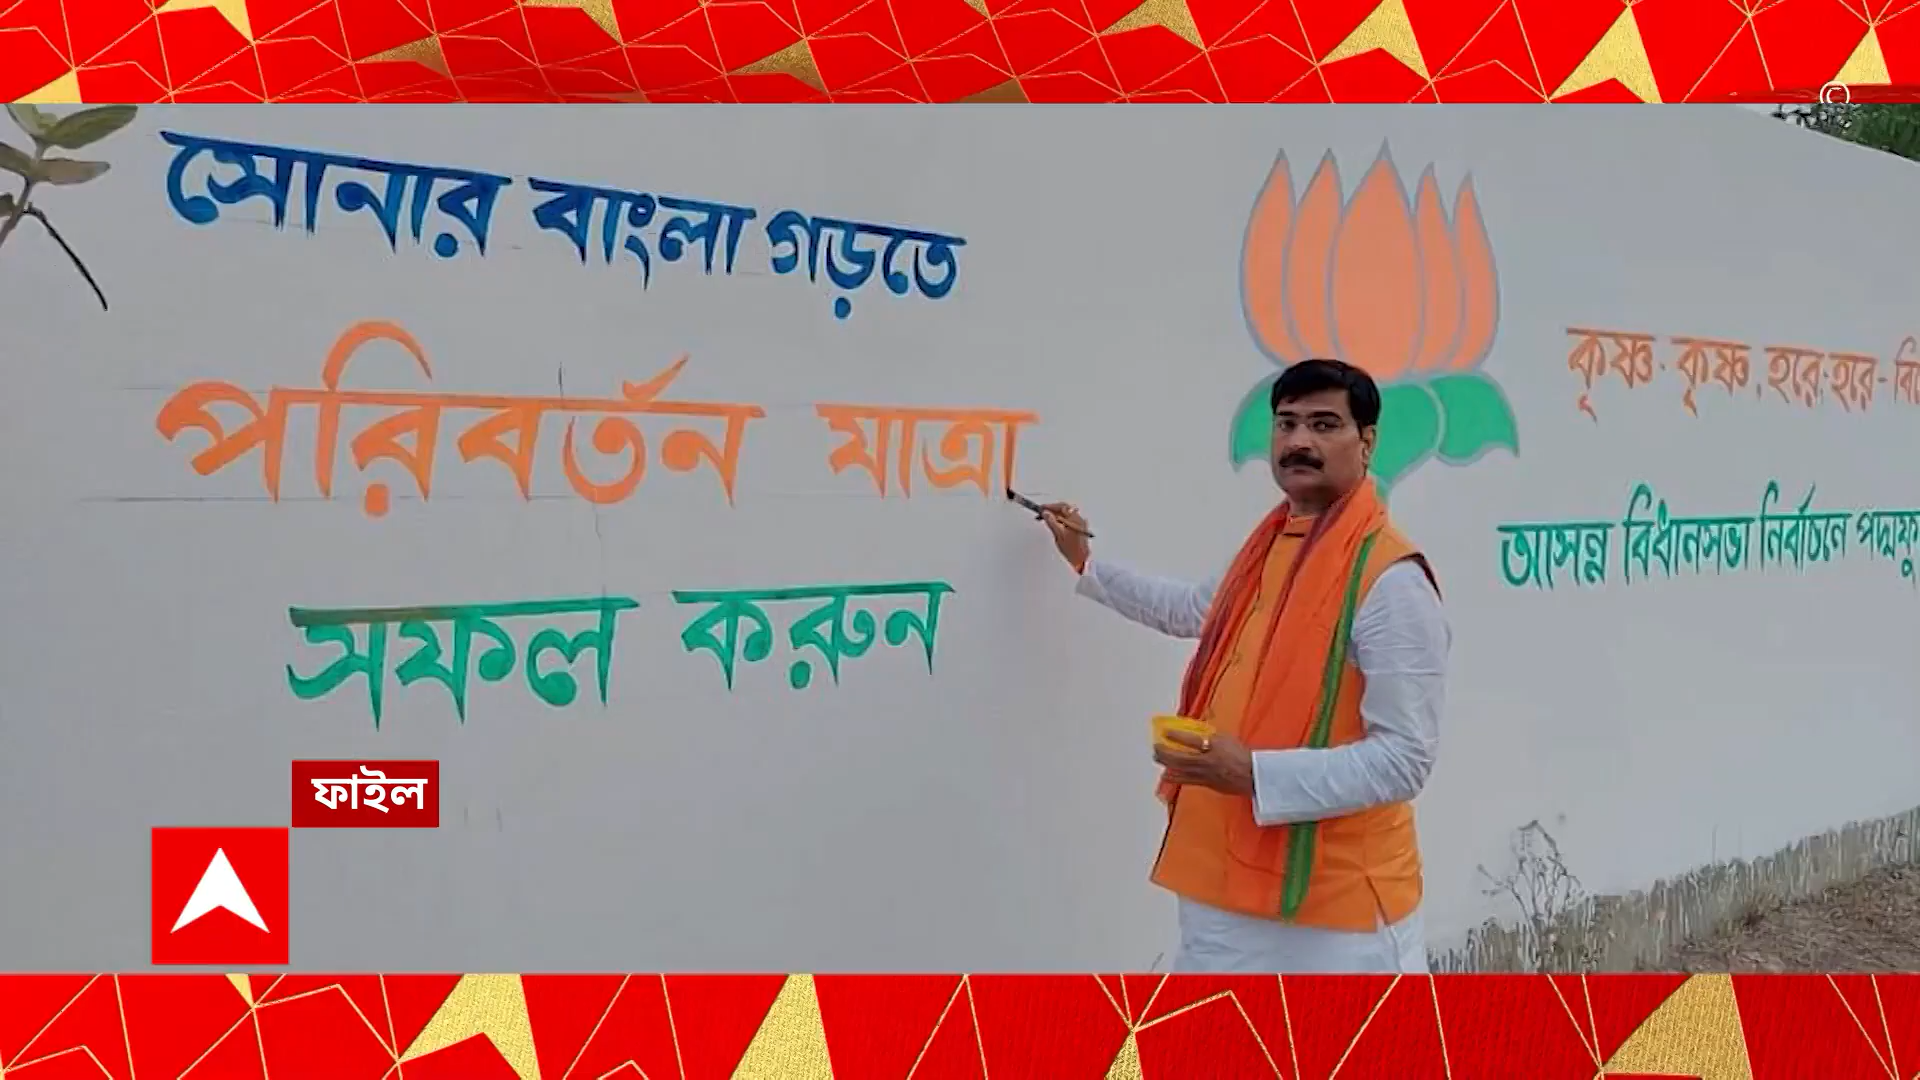 ©
সোনার বাংলা গড়তে
পরিবর্তন যাত্রা
সফল করুন
কৃষ্ণ-কৃষ্ণ, হরে-হরে-
আসন্ন বিধানসভা নির্বাচনে
ফাইল